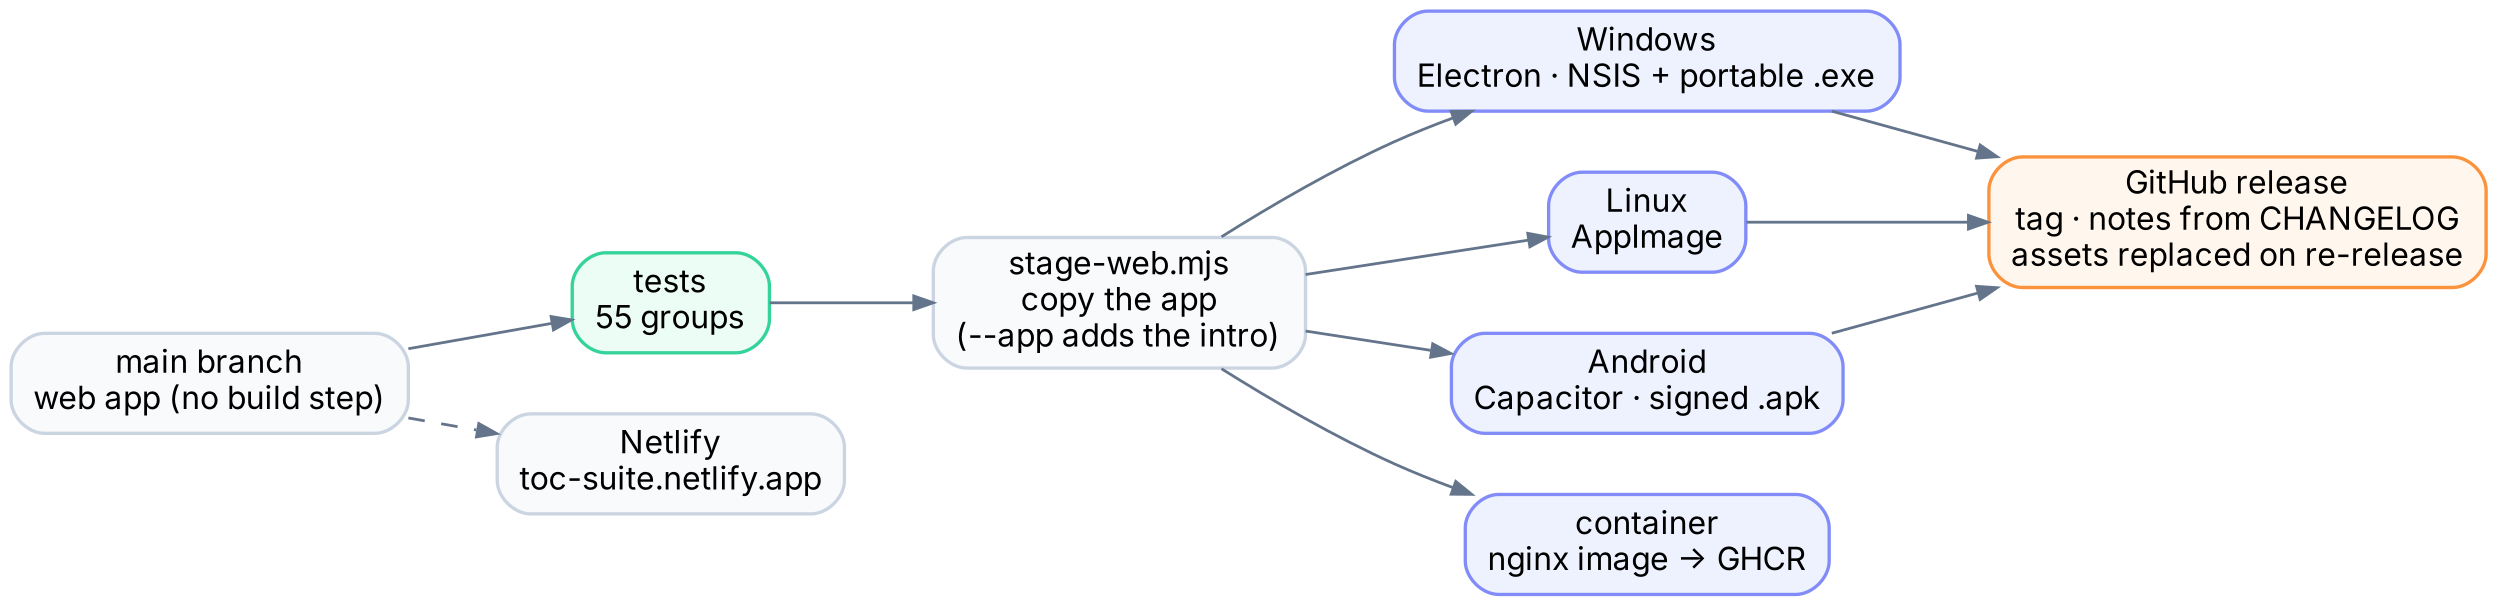 main branch
web app (no build step)
tests
55 groups
Netlify
toc-suite.netlify.app
stage-web.mjs
copy the app
(--app adds the intro)
Windows
Electron · NSIS + portable .exe
Linux
AppImage
Android
Capacitor · signed .apk
container
nginx image → GHCR
GitHub release
tag · notes from CHANGELOG
assets replaced on re-release